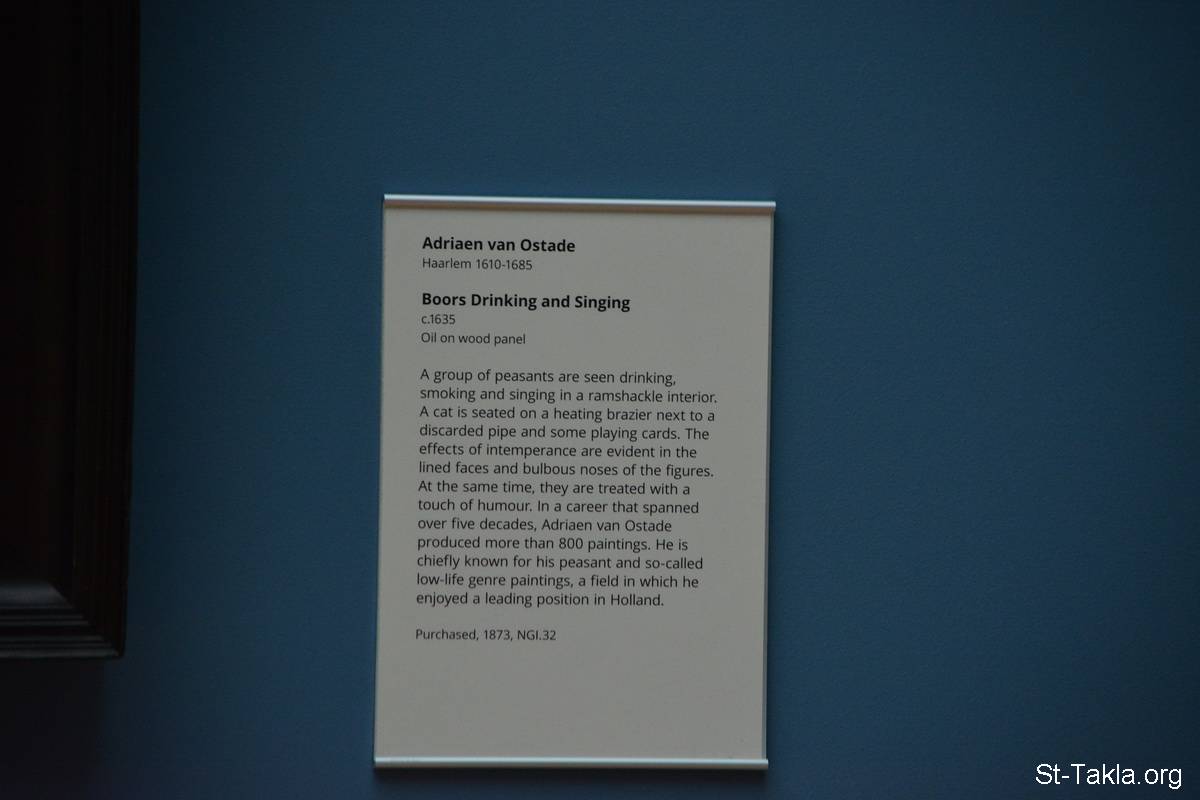 Adriaen van Ostade
Haarlem 1610-1685
Boors Drinking and Singing
c.1635
Oil on wood panel
A group of peasants are seen drinking,
smoking and singing in a ramshackle interior.
A cat is seated on a heating brazier next to a
discarded pipe and some playing cards. The
effects of intemperance are evident in the
lined faces and bulbous noses of the figures.
At the same time, they are treated with a
touch of humour. In a career that spanned
over five decades, Adriaen van Ostade
produced more than 800 paintings. He is
chiefly known for his peasant and so-called
low-life genre paintings, a field in which he
enjoyed a leading position in Holland.
Purchased, 1873, NGI.32
St-Takla.org